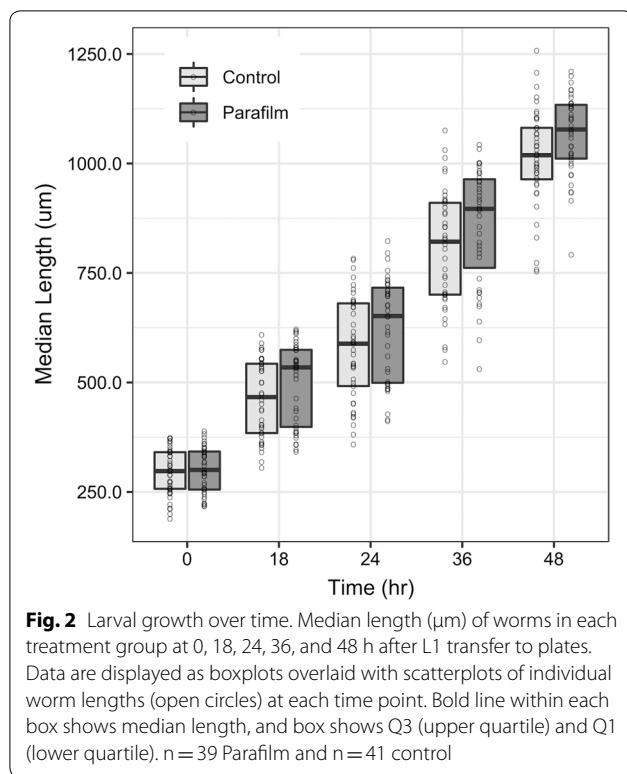 1250.0
Control
Parafilm
1000.0
750.0
500.0
250.0
Median Length (um)
0 18 24 36 48
Time (hr)
Fig. 2 Larval growth over time. Median length (μm) of worms in each
treatment group at 0, 18, 24, 36, and 48 h after L1 transfer to plates.
Data are displayed as boxplots overlaid with scatterplots of individual
worm lengths (open circles) at each time point. Bold line within each
box shows median length, and box shows Q3 (upper quartile) and Q1
(lower quartile). n = 39 Parafilm and n = 41 control